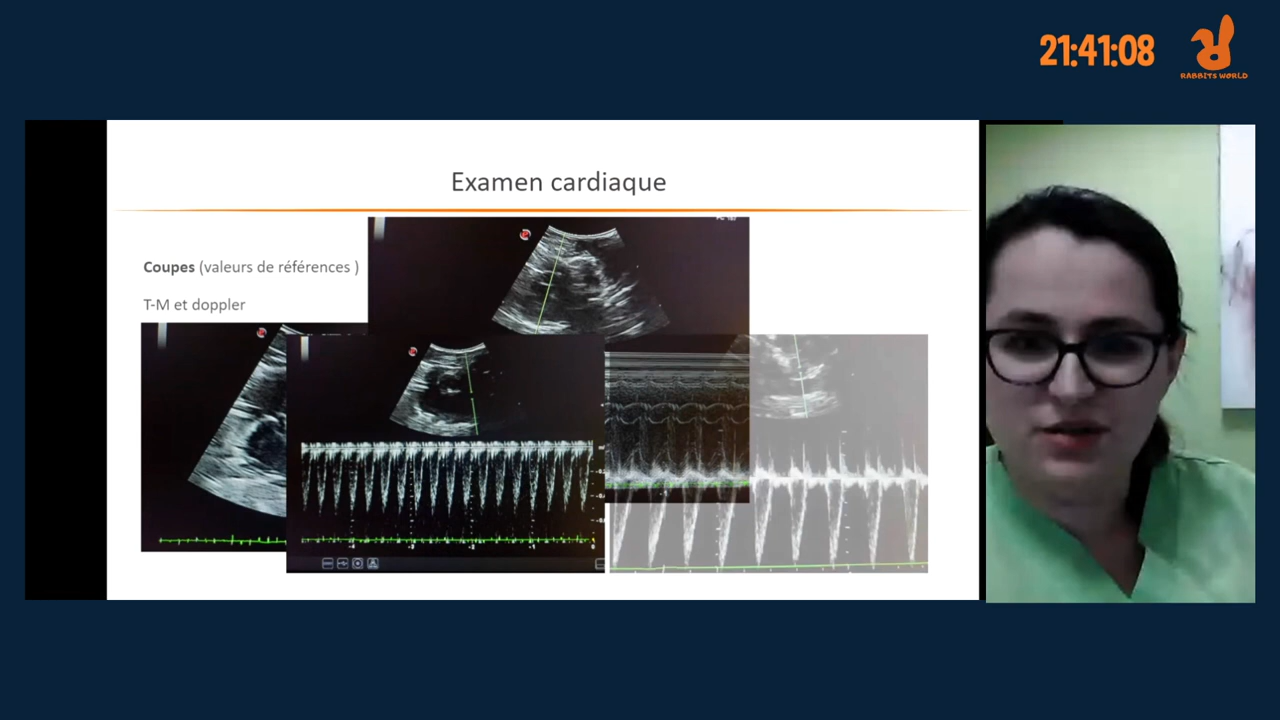 21:41:08
RABBITS WORLD
Examen cardiaque
Coupes (valeurs de références )
T-M et doppler